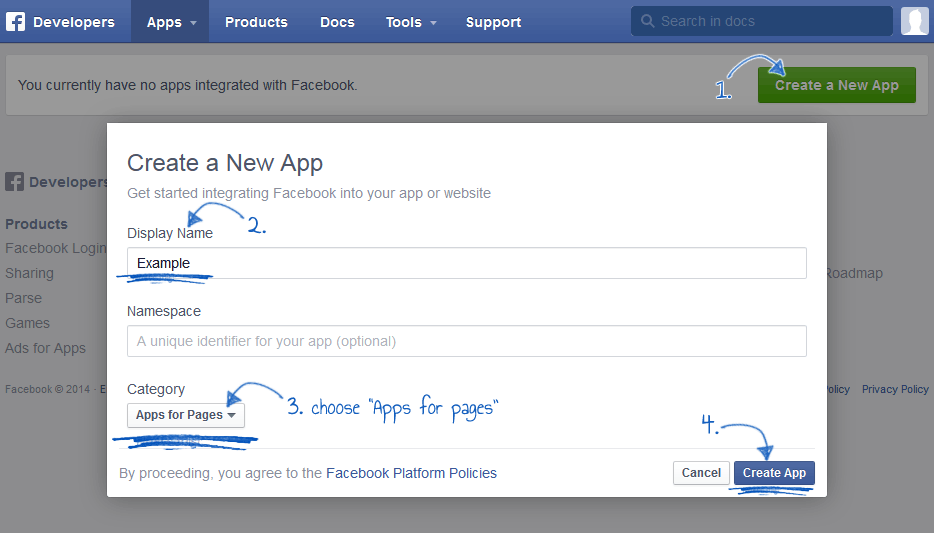 Developers Apps Products Docs Tools Support Search in docs
You currently have no apps integrated with Facebook.
1.
Create a New App
Create a New App
Get started integrating Facebook into your app or website
2.
Display Name
Example
Namespace
A unique identifier for your app (optional)
Category
Apps for Pages
3. choose "Apps for pages"
4.
By proceeding, you agree to the Facebook Platform Policies
Cancel
Create App
Developers
Products
Facebook Login
Sharing
Parse
Games
Ads for Apps
Roadmap
Facebook © 2014 ·
Privacy Policy